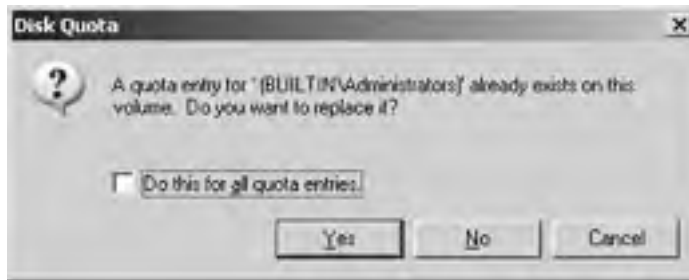 Disk Quota
A quota entry for ' (BUILTIN\Administrators)' already exists on this
volume. Do you want to replace it?
Do this for all quota entries.
Yes
No
Cancel